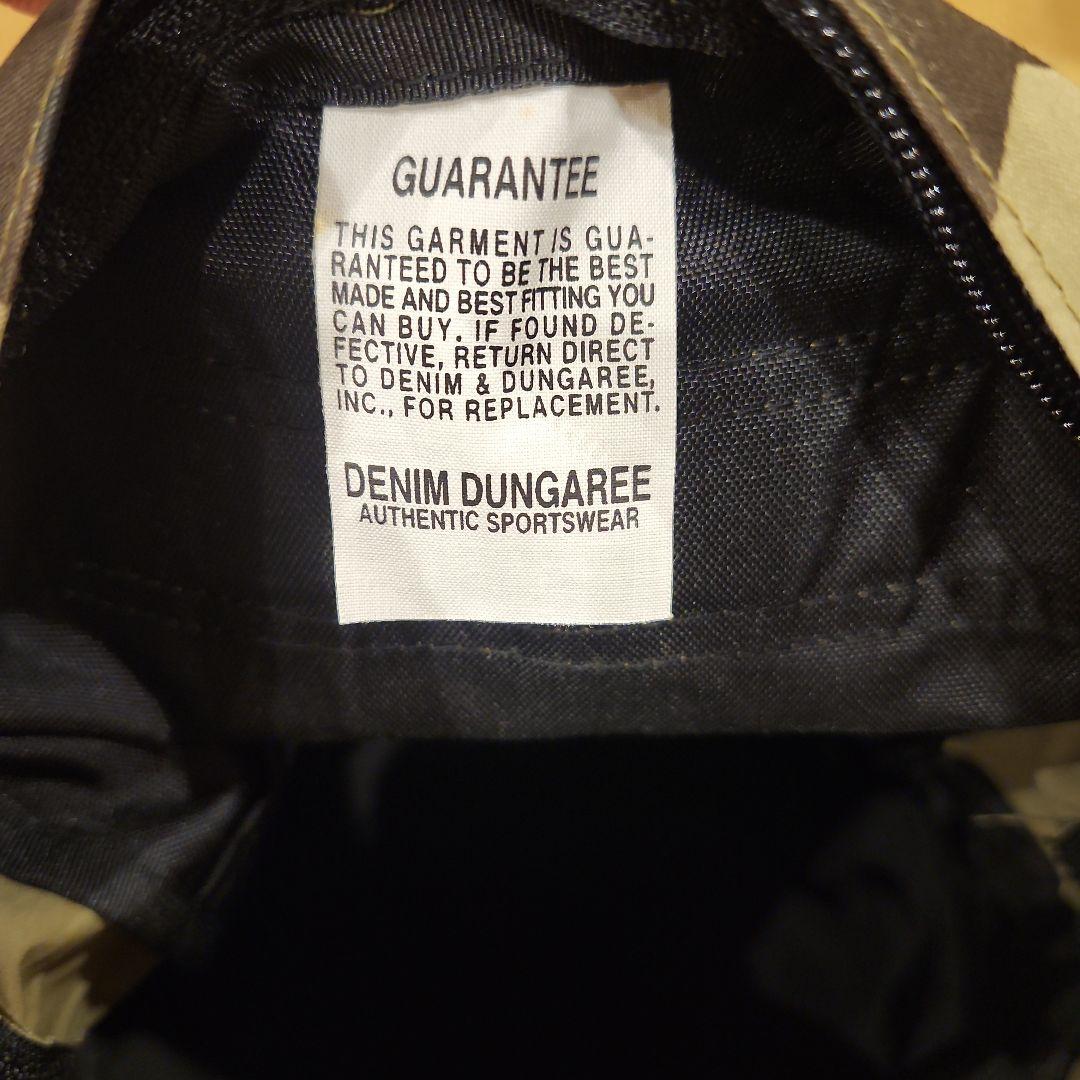 GUARANTEE
THIS GARMENT IS GUA-
RANTEED TO BE THE BEST
MADE AND BEST FITTING YOU
CAN BUY. IF FOUND DE-
FECTIVE, RETURN DIRECT
TO DENIM & DUNGAREE,
INC., FOR REPLACEMENT.
DENIM DUNGAREE
AUTHENTIC SPORTSWEAR